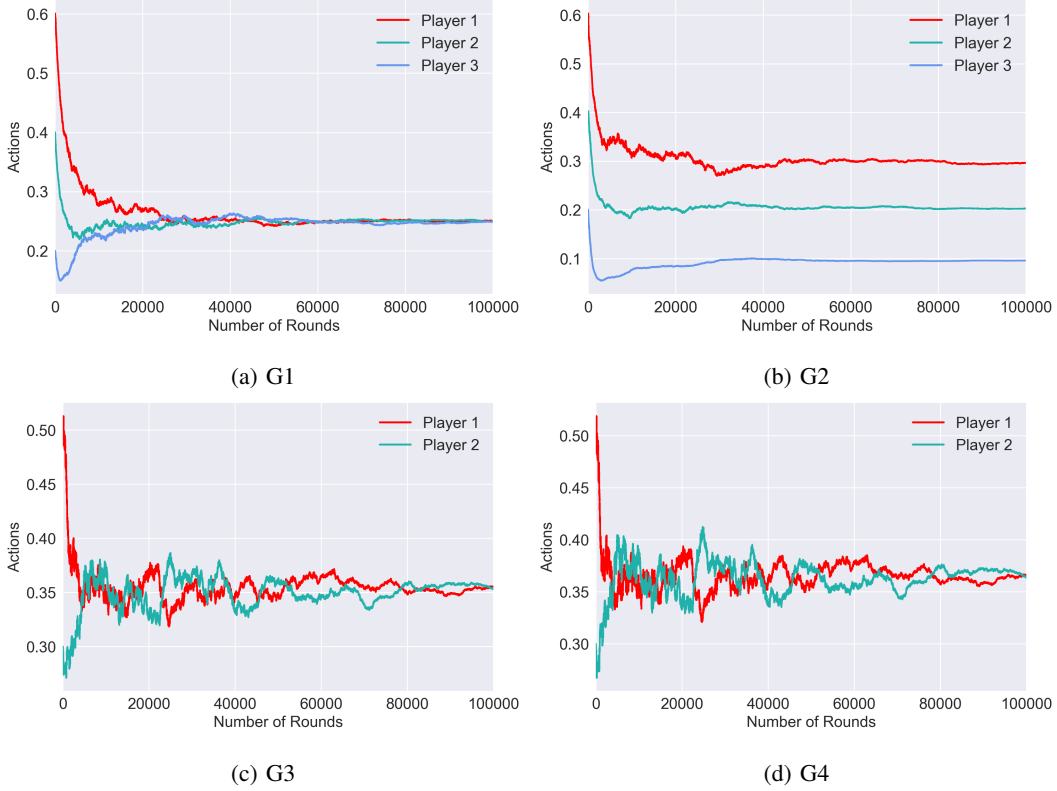 0.6
0.5
0.4
0.3
0.2
Actions
Player 1
Player 2
Player 3
0 20000 40000 60000 80000 100000
Number of Rounds
(a) G1
0.6
0.5
0.4
0.3
0.2
0.1
Actions
Player 1
Player 2
Player 3
0 20000 40000 60000 80000 100000
Number of Rounds
(b) G2
0.50
0.45
0.40
0.35
0.30
Actions
Player 1
Player 2
0 20000 40000 60000 80000 100000
Number of Rounds
(c) G3
0.50
0.45
0.40
0.35
0.30
Actions
Player 1
Player 2
0 20000 40000 60000 80000 100000
Number of Rounds
(d) G4